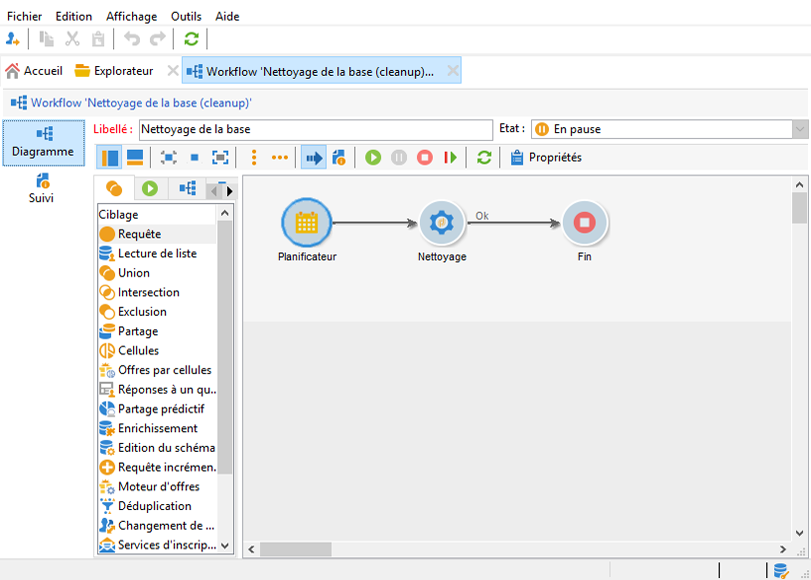 Fichier Edition Affichage Outils Aide
Accueil Explorateur Workflow 'Nettoyage de la base (cleanup)...
Workflow 'Nettoyage de la base (cleanup)'
Diagramme
Suivi
Libellé : Nettoyage de la base Etat : En pause
Propriétés
Ciblage
Requête
Lecture de liste
Union
Intersection
Exclusion
Partage
Cellules
Offres par cellules
Réponses à un qu...
Partage prédictif
Enrichissement
Edition du schéma
Requête incrémen...
Moteur d'offres
Déduplication
Changement de ...
Services d'inscrip...
Ok
Planificateur Nettoyage Fin